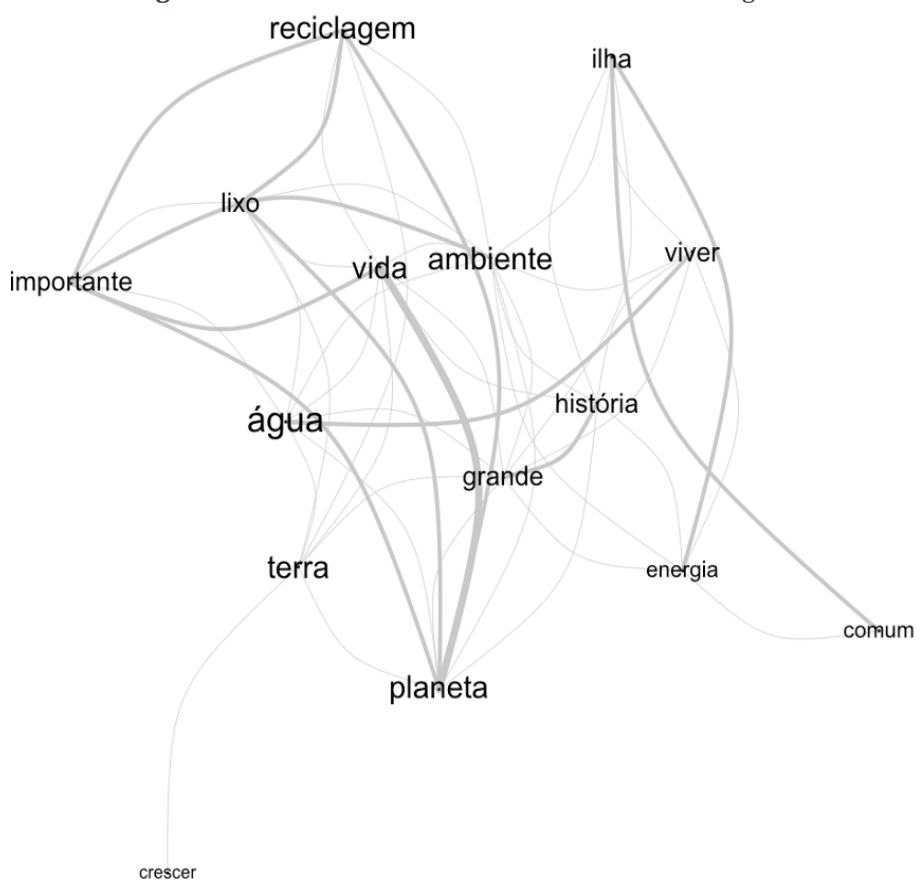 reciclagem
ilha
lixo
viver
ambiente
vida
importante
história
água
grande
terra
energia
comum
planeta
crescer